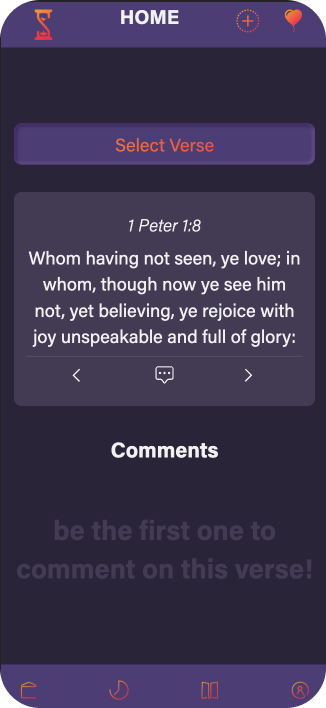 HOME
Select Verse
1 Peter 1:8
Whom having not seen, ye love; in
whom, though now ye see him
not, yet believing, ye rejoice with
joy unspeakable and full of glory:
Comments
be the first one to
comment on this verse!